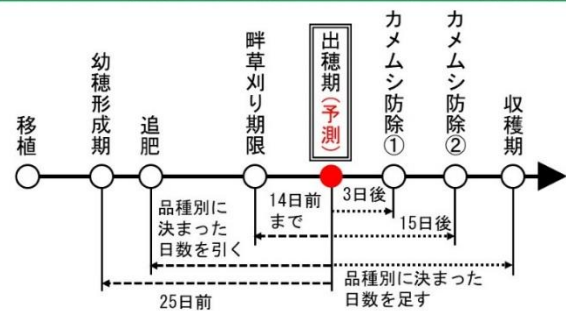 移植
幼穂形成期
追肥
畔草刈り期限
出穂期(予測)
カメムシ防除①
カメムシ防除②
収穫期
品種別に
決まった
日数を引く
14日前
まで
3日後
15日後
25日前
品種別に決まった
日数を足す